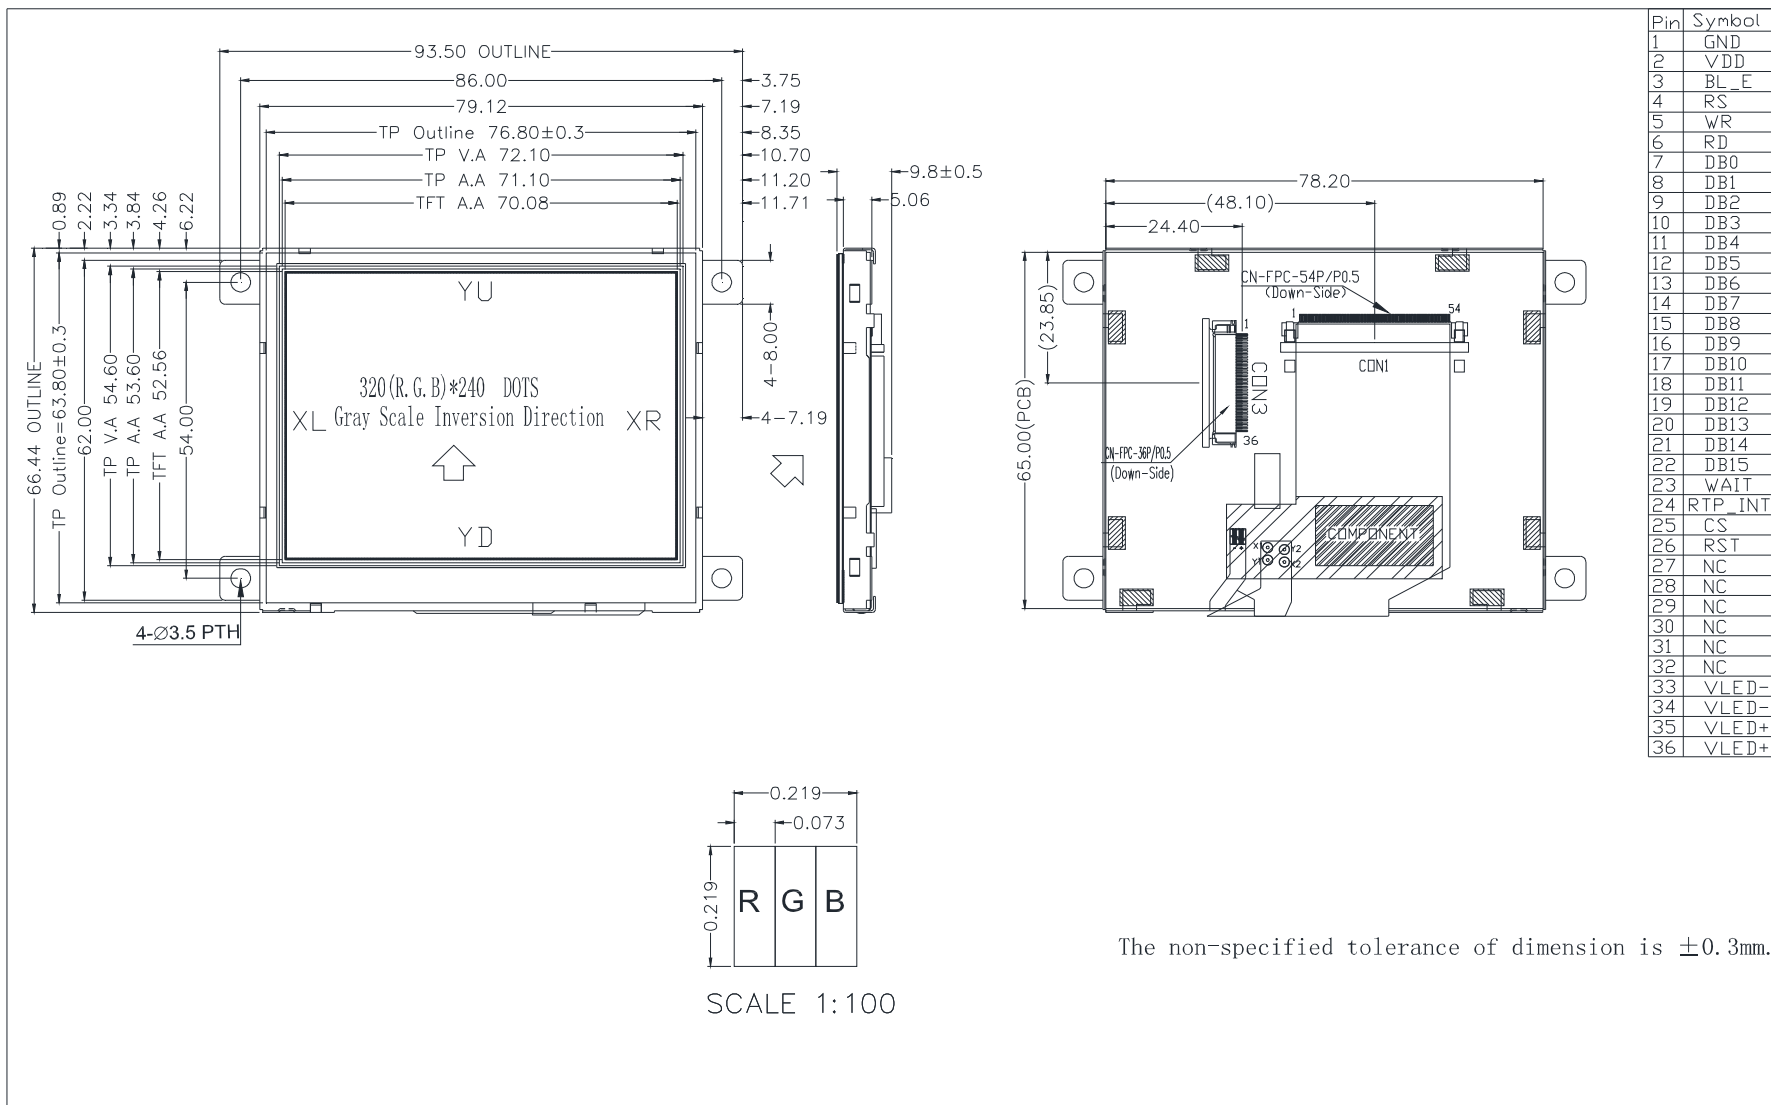 93.50 OUTLINE
86.00
3.75
79.12
7.19
TP Outline 76.80±0.3
8.35
TP V.A 72.10
10.70
TP A.A 71.10
11.20
TFT A.A 70.08
11.71
0.89
2.22
3.34
3.84
4.26
6.22
66.44 OUTLINE
TP Outline=63.80±0.3
62.00
TP V.A 54.60
TP A.A 53.60
TFT A.A 52.56
54.00
YU
320(R.G.B)*240 DOTS
XL Gray Scale Inversion Direction XR
YD
4-8.00
4-7.19
4-Ø3.5 PTH
9.8±0.5
5.06
78.20
(48.10)
24.40
(23.85)
65.00(PCB)
CN-FPC-54P/P0.5
(Down-Side)
1
54
CON1
1
CON3
36
CN-FPC-36P/P0.5
(Down-Side)
COMPONENT
- +
X1
Y2
Y1
X2
Pin Symbol
1 GND
2 VDD
3 BL_E
4 RS
5 WR
6 RD
7 DB0
8 DB1
9 DB2
10 DB3
11 DB4
12 DB5
13 DB6
14 DB7
15 DB8
16 DB9
17 DB10
18 DB11
19 DB12
20 DB13
21 DB14
22 DB15
23 WAIT
24 RTP_INT
25 CS
26 RST
27 NC
28 NC
29 NC
30 NC
31 NC
32 NC
33 VLED-
34 VLED-
35 VLED+
36 VLED+
0.219
0.073
0.219
R G B
SCALE 1:100
The non-specified tolerance of dimension is ±0.3mm.